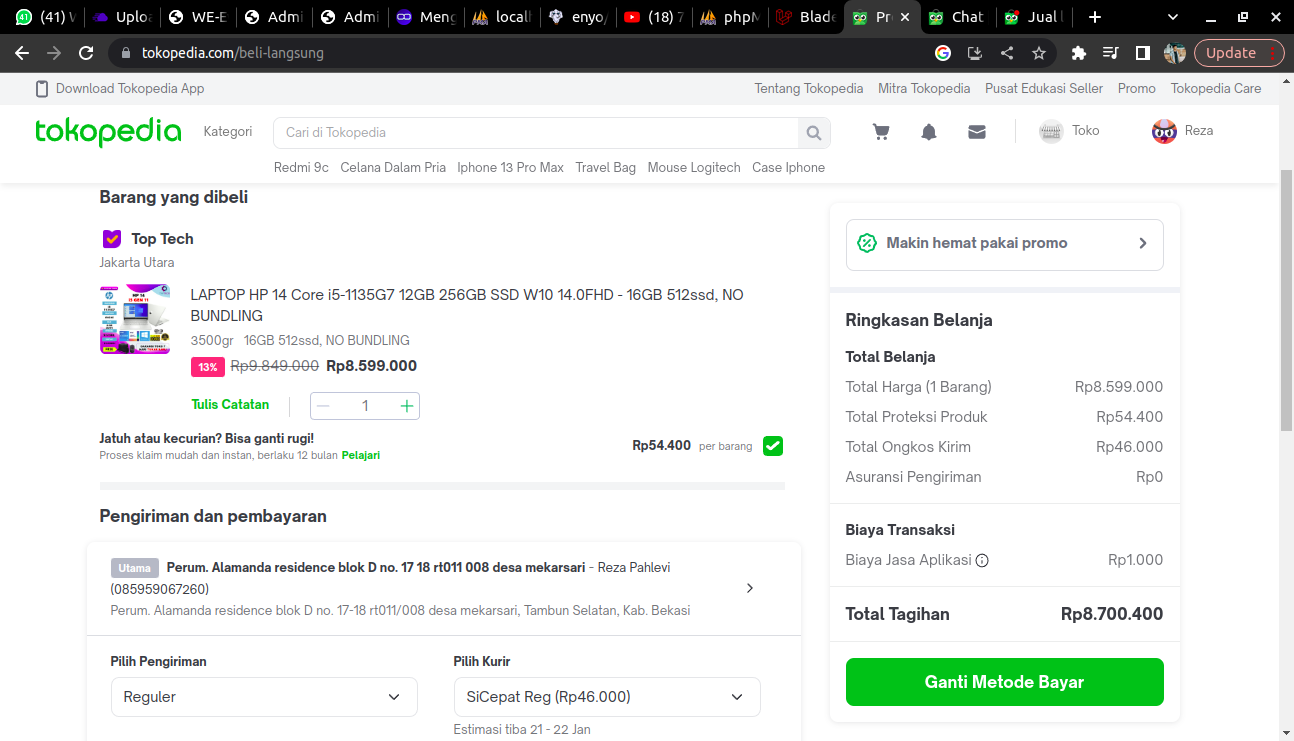 (41) W
Uploa
WE-E
Admi
Admi
Meng
locall
enyo/
(18) 7
phpM
Blade
Pr
Chat
Jual l
tokopedia.com/beli-langsung
Update
Download Tokopedia App
Tentang Tokopedia
Mitra Tokopedia
Pusat Edukasi Seller
Promo
Tokopedia Care
tokopedia
Kategori
Cari di Tokopedia
Toko
Reza
Redmi 9c
Celana Dalam Pria
Iphone 13 Pro Max
Travel Bag
Mouse Logitech
Case Iphone
Barang yang dibeli
Top Tech
Jakarta Utara
LAPTOP HP 14 Core i5-1135G7 12GB 256GB SSD W10 14.0FHD - 16GB 512ssd, NO
BUNDLING
3500gr 16GB 512ssd, NO BUNDLING
13% Rp9.849.000 Rp8.599.000
Tulis Catatan
1
Jatuh atau kecurian? Bisa ganti rugi!
Proses klaim mudah dan instan, berlaku 12 bulan Pelajari
Rp54.400 per barang
Pengiriman dan pembayaran
Utama Perum. Alamanda residence blok D no. 17 18 rt011 008 desa mekarsari - Reza Pahlevi
(085959067260)
Perum. Alamanda residence blok D no. 17-18 rt011/008 desa mekarsari, Tambun Selatan, Kab. Bekasi
Pilih Pengiriman
Reguler
Pilih Kurir
SiCepat Reg (Rp46.000)
Estimasi tiba 21 - 22 Jan
Makin hemat pakai promo
Ringkasan Belanja
Total Belanja
Total Harga (1 Barang) Rp8.599.000
Total Proteksi Produk Rp54.400
Total Ongkos Kirim Rp46.000
Asuransi Pengiriman Rp0
Biaya Transaksi
Biaya Jasa Aplikasi Rp1.000
Total Tagihan Rp8.700.400
Ganti Metode Bayar